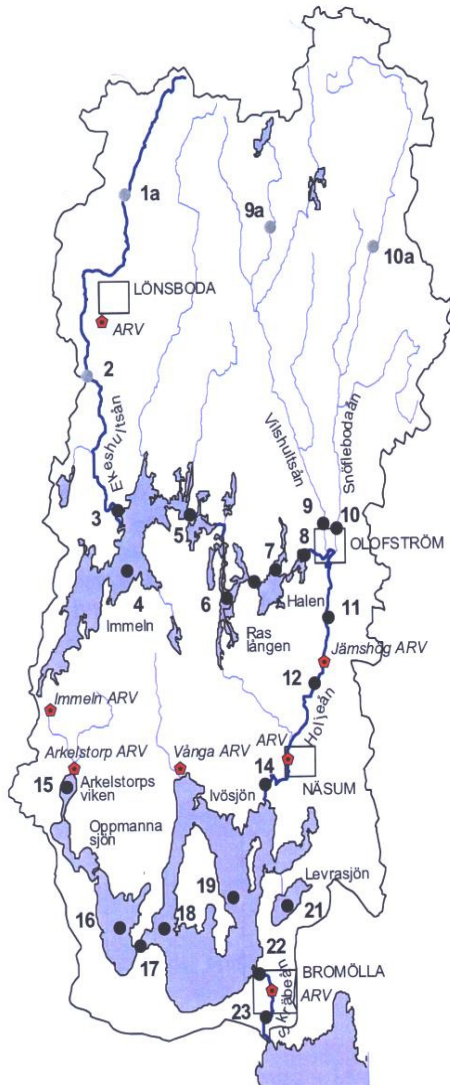 1a
9a
10a
LÖNSBODA
ARV
2
Ekeshultsån
Vilshultsån
Snöflebodaån
3
5
9
10
OLOFSTRÖM
7
8
4
6
Halen
11
Immeln
Ras
lången
Jämshög ARV
12
Holjeån
Immeln ARV
Arkelstorp ARV
Vånga ARV
ARV
14
15
Arkelstorps
viken
Ivösjön
NÄSUM
Oppmanna
sjön
Levrasjön
19
16
18
21
17
22
BROMÖLLA
ARV
Skräbeån
23